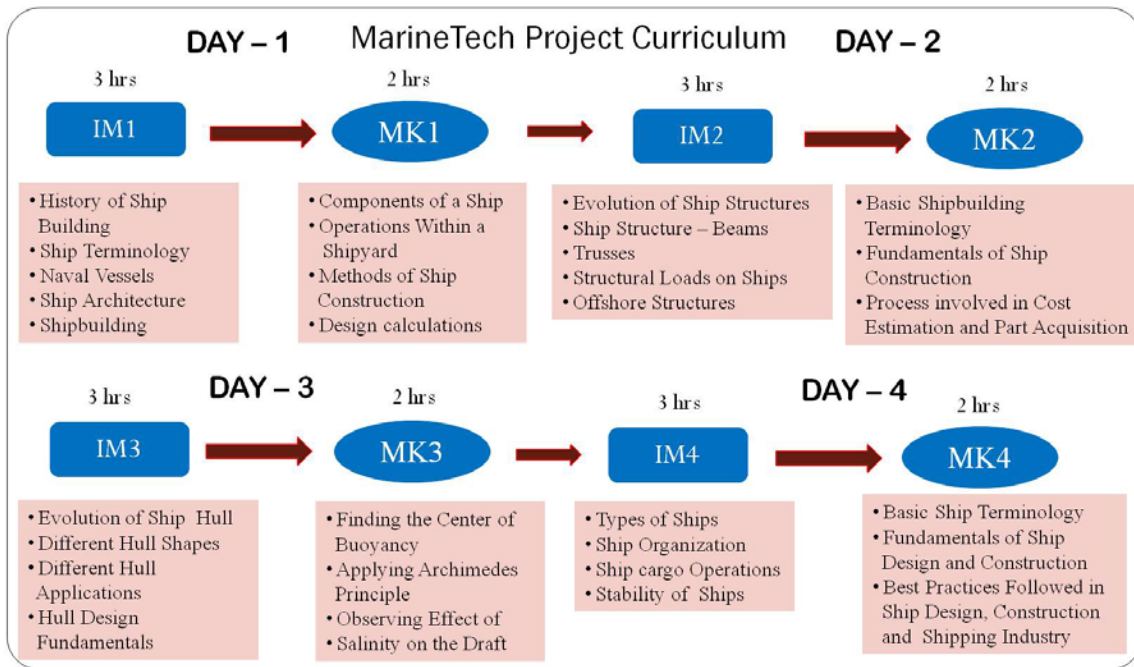 DAY – 1
MarineTech Project Curriculum
DAY – 2
3 hrs
2 hrs
3 hrs
2 hrs
IM1
MK1
IM2
MK2
• History of Ship
Building
• Ship Terminology
• Naval Vessels
• Ship Architecture
• Shipbuilding
• Components of a Ship
• Operations Within a
Shipyard
• Methods of Ship
Construction
• Design calculations
• Evolution of Ship Structures
• Ship Structure – Beams
• Trusses
• Structural Loads on Ships
• Offshore Structures
• Basic Shipbuilding
Terminology
• Fundamentals of Ship
Construction
• Process involved in Cost
Estimation and Part Acquisition
DAY – 3
DAY – 4
3 hrs
2 hrs
3 hrs
2 hrs
IM3
MK3
IM4
MK4
• Evolution of Ship Hull
• Different Hull Shapes
• Different Hull
Applications
• Hull Design
Fundamentals
• Finding the Center of
Buoyancy
• Applying Archimedes
Principle
• Observing Effect of
• Salinity on the Draft
• Types of Ships
• Ship Organization
• Ship cargo Operations
• Stability of Ships
• Basic Ship Terminology
• Fundamentals of Ship
Design and Construction
• Best Practices Followed in
Ship Design, Construction
and Shipping Industry